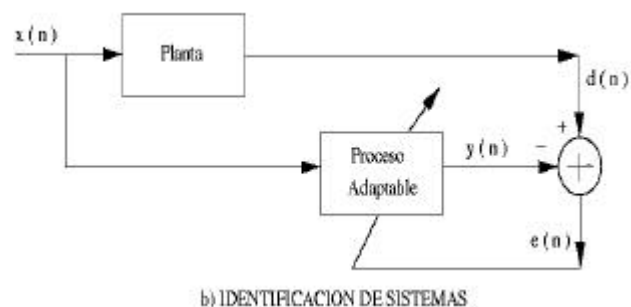 x(n)
Planta
d(n)
+
-
Proceso
Adaptable
y(n)
e(n)
b) IDENTIFICACION DE SISTEMAS